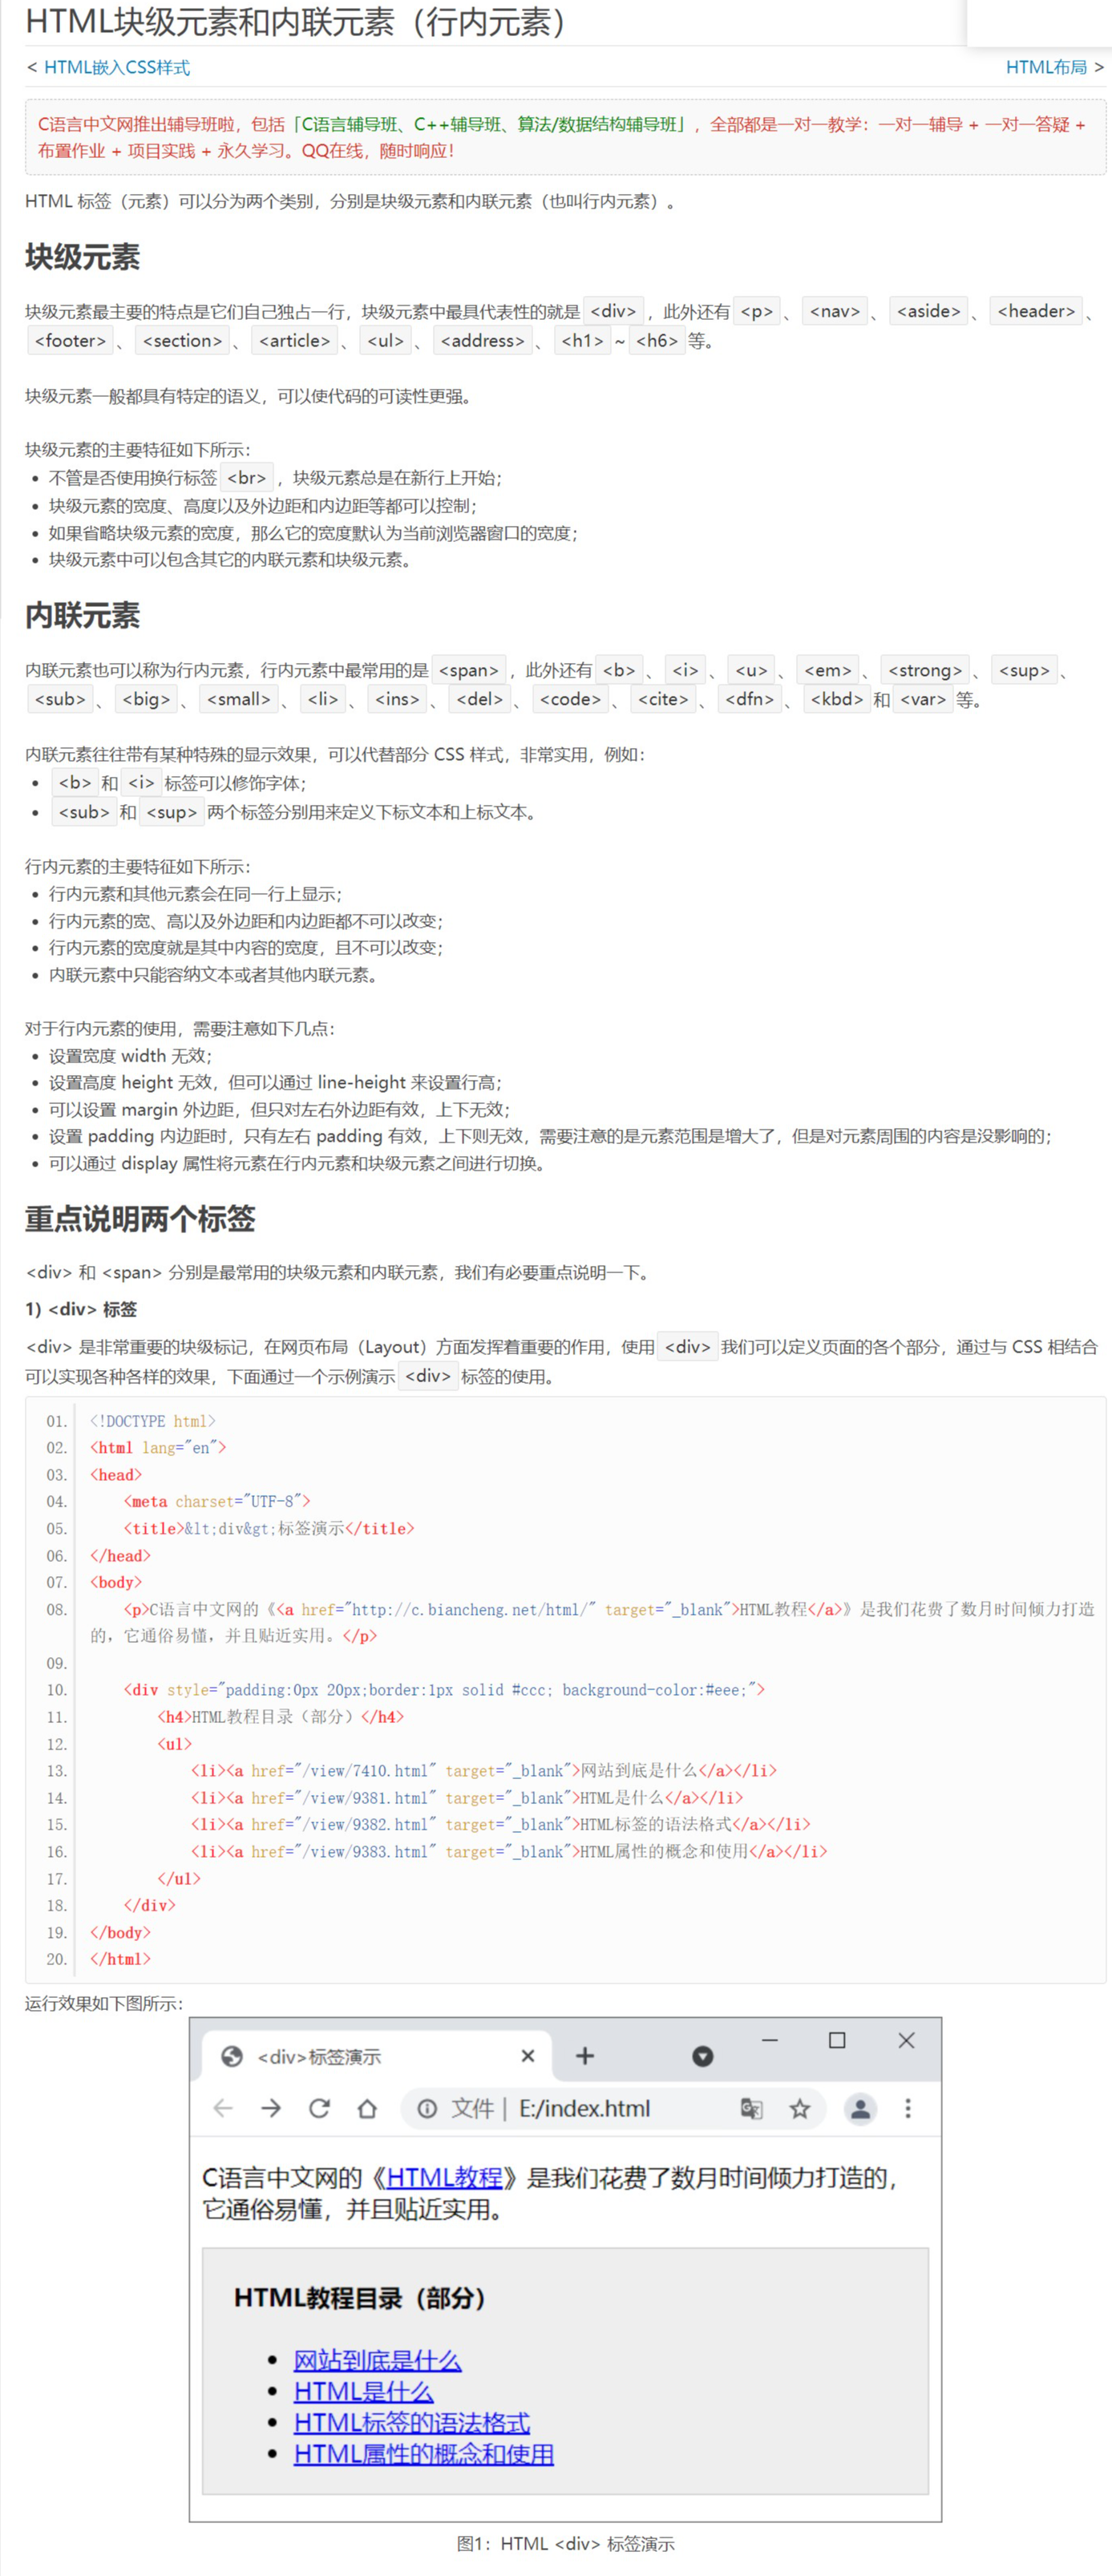 HTML块级元素和内联元素（行内元素）
< HTML嵌入CSS样式
HTML布局 >
C语言中文网推出辅导班啦，包括「C语言辅导班、C++辅导班、算法/数据结构辅导班」，全部都是一对一教学：一对一辅导 + 一对一答疑 +
布置作业 + 项目实践 + 永久学习。QQ在线，随时响应！
HTML 标签（元素）可以分为两个类别，分别是块级元素和内联元素（也叫行内元素）。
块级元素
块级元素最主要的特点是它们自己独占一行，块级元素中最具代表性的就是 <div> ，此外还有 <p> 、 <nav> 、 <aside> 、 <header> 、
<footer> 、 <section> 、 <article> 、 <ul> 、 <address> 、 <h1> ~ <h6> 等。
块级元素一般都具有特定的语义，可以使代码的可读性更强。
块级元素的主要特征如下所示：
• 不管是否使用换行标签 <br> ，块级元素总是在新行上开始；
• 块级元素的宽度、高度以及外边距和内边距等都可以控制；
• 如果省略块级元素的宽度，那么它的宽度默认为当前浏览器窗口的宽度；
• 块级元素中可以包含其它的内联元素和块级元素。
内联元素
内联元素也可以称为行内元素，行内元素中最常用的是 <span> ，此外还有 <b> 、 <i> 、 <u> 、 <em> 、 <strong> 、 <sup> 、
<sub> 、 <big> 、 <small> 、 <li> 、 <ins> 、 <del> 、 <code> 、 <cite> 、 <dfn> 、 <kbd> 和 <var> 等。
内联元素往往带有某种特殊的显示效果，可以代替部分 CSS 样式，非常实用，例如：
• <b> 和 <i> 标签可以修饰字体；
• <sub> 和 <sup> 两个标签分别用来定义下标文本和上标文本。
行内元素的主要特征如下所示：
• 行内元素和其他元素会在同一行上显示；
• 行内元素的宽、高以及外边距和内边距都不可以改变；
• 行内元素的宽度就是其中内容的宽度，且不可以改变；
• 内联元素中只能容纳文本或者其他内联元素。
对于行内元素的使用，需要注意如下几点：
• 设置宽度 width 无效；
• 设置高度 height 无效，但可以通过 line-height 来设置行高；
• 可以设置 margin 外边距，但只对左右外边距有效，上下无效；
• 设置 padding 内边距时，只有左右 padding 有效，上下则无效，需要注意的是元素范围是增大了，但是对元素周围的内容是没影响的；
• 可以通过 display 属性将元素在行内元素和块级元素之间进行切换。
重点说明两个标签
<div> 和 <span> 分别是最常用的块级元素和内联元素，我们有必要重点说明一下。
1) <div> 标签
<div> 是非常重要的块级标记，在网页布局（Layout）方面发挥着重要的作用，使用 <div> 我们可以定义页面的各个部分，通过与 CSS 相结合
可以实现各种各样的效果，下面通过一个示例演示 <div> 标签的使用。
01. <!DOCTYPE html>
02. <html lang="en">
03. <head>
04. <meta charset="UTF-8">
05. <title>&lt;div&gt;标签演示</title>
06. </head>
07. <body>
08. <p>C语言中文网的《<a href="http://c.biancheng.net/html/" target="_blank">HTML教程</a>》是我们花费了数月时间倾力打造
的，它通俗易懂，并且贴近实用。</p>
09.
10. <div style="padding:0px 20px;border:1px solid #ccc; background-color:#eee;">
11. <h4>HTML教程目录（部分）</h4>
12. <ul>
13. <li><a href="/view/7410.html" target="_blank">网站到底是什么</a></li>
14. <li><a href="/view/9381.html" target="_blank">HTML是什么</a></li>
15. <li><a href="/view/9382.html" target="_blank">HTML标签的语法格式</a></li>
16. <li><a href="/view/9383.html" target="_blank">HTML属性的概念和使用</a></li>
17. </ul>
18. </div>
19. </body>
20. </html>
运行效果如下图所示：
<div>标签演示
文件 | E:/index.html
C语言中文网的《HTML教程》是我们花费了数月时间倾力打造的，
它通俗易懂，并且贴近实用。
HTML教程目录（部分）
• 网站到底是什么
• HTML是什么
• HTML标签的语法格式
• HTML属性的概念和使用
图1：HTML <div> 标签演示